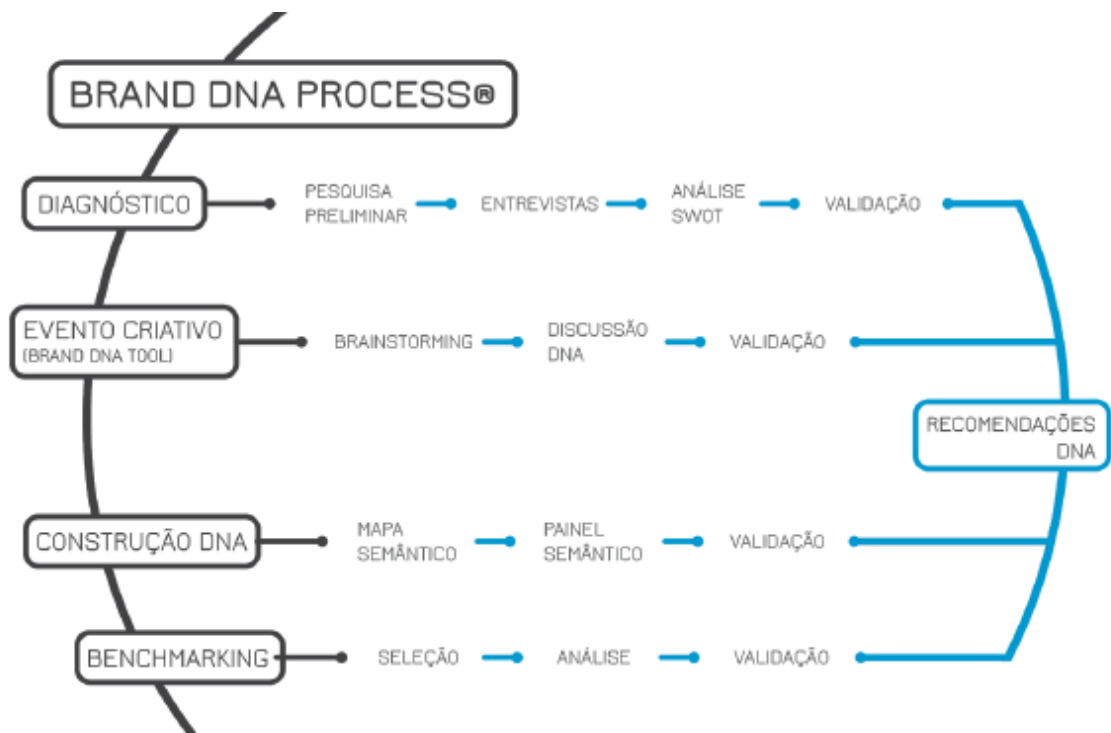 BRAND DNA PROCESS®
DIAGNÓSTICO
PESQUISA
PRELIMINAR
ENTREVISTAS
ANÁLISE
SWOT
VALIDAÇÃO
EVENTO CRIATIVO
(BRAND DNA TOOL)
BRAINSTORMING
DISCUSSÃO
DNA
VALIDAÇÃO
RECOMENDAÇÕES
DNA
CONSTRUÇÃO DNA
MAPA
SEMÂNTICO
PAINEL
SEMÂNTICO
VALIDAÇÃO
BENCHMARKING
SELEÇÃO
ANÁLISE
VALIDAÇÃO